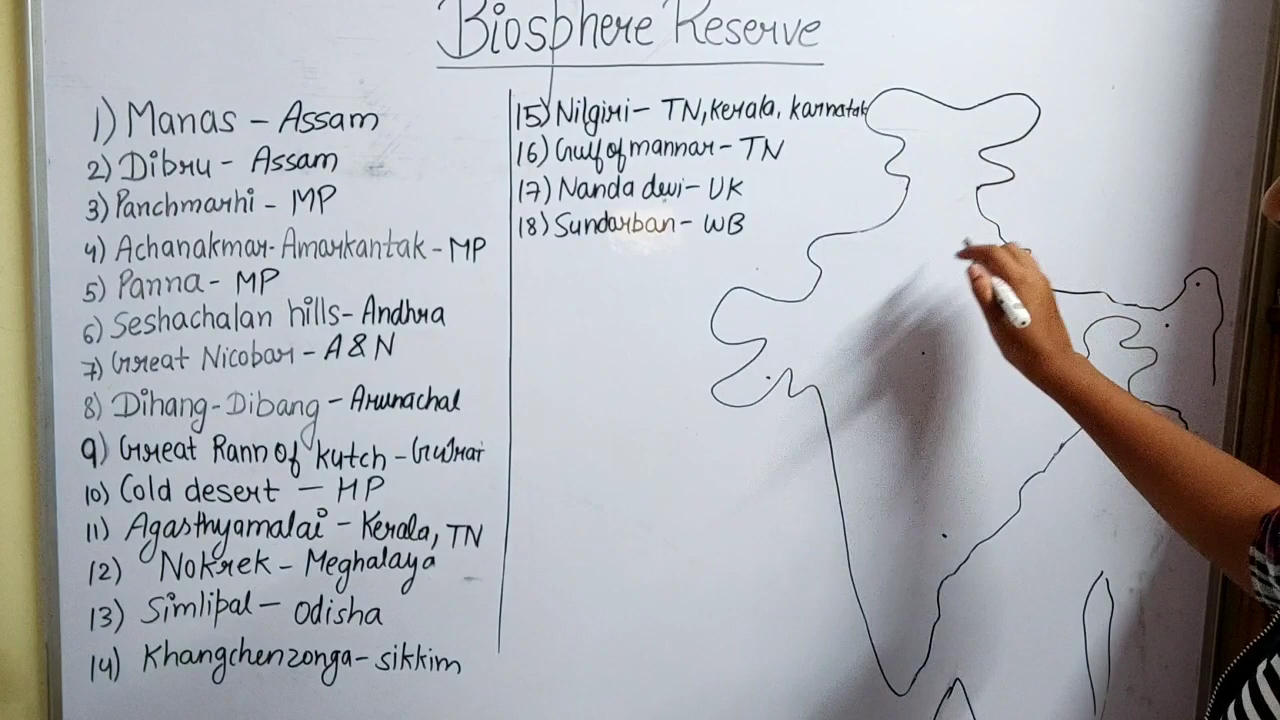 Biosphere Reserve
1) Manas - Assam
2) Dibru - Assam
3) Panchmarhi - MP
4) Achanakmar-Amarkantak - MP
5) Panna - MP
6) Seshachalan hills - Andhra
7) Great Nicobar - A & N
8) Dihang-Dibang - Arunachal
9) Great Rann of kutch - Gujrat
10) Cold desert - HP
11) Agasthyamalai - Kerala, TN
12) Nokrek - Meghalaya
13) Simlipal - Odisha
14) Khangchenzonga - sikkim
15) Nilgiri - TN, Kerala, karnatak
16) Gulf of mannar - TN
17) Nanda devi - UK
18) Sundarban - WB